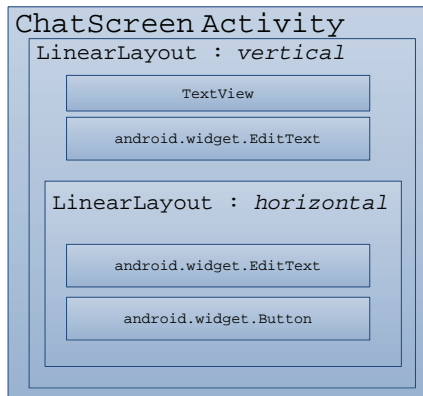 ChatScreen Activity
LinearLayout : vertical
TextView
android.widget.EditText
LinearLayout : horizontal
android.widget.EditText
android.widget.Button